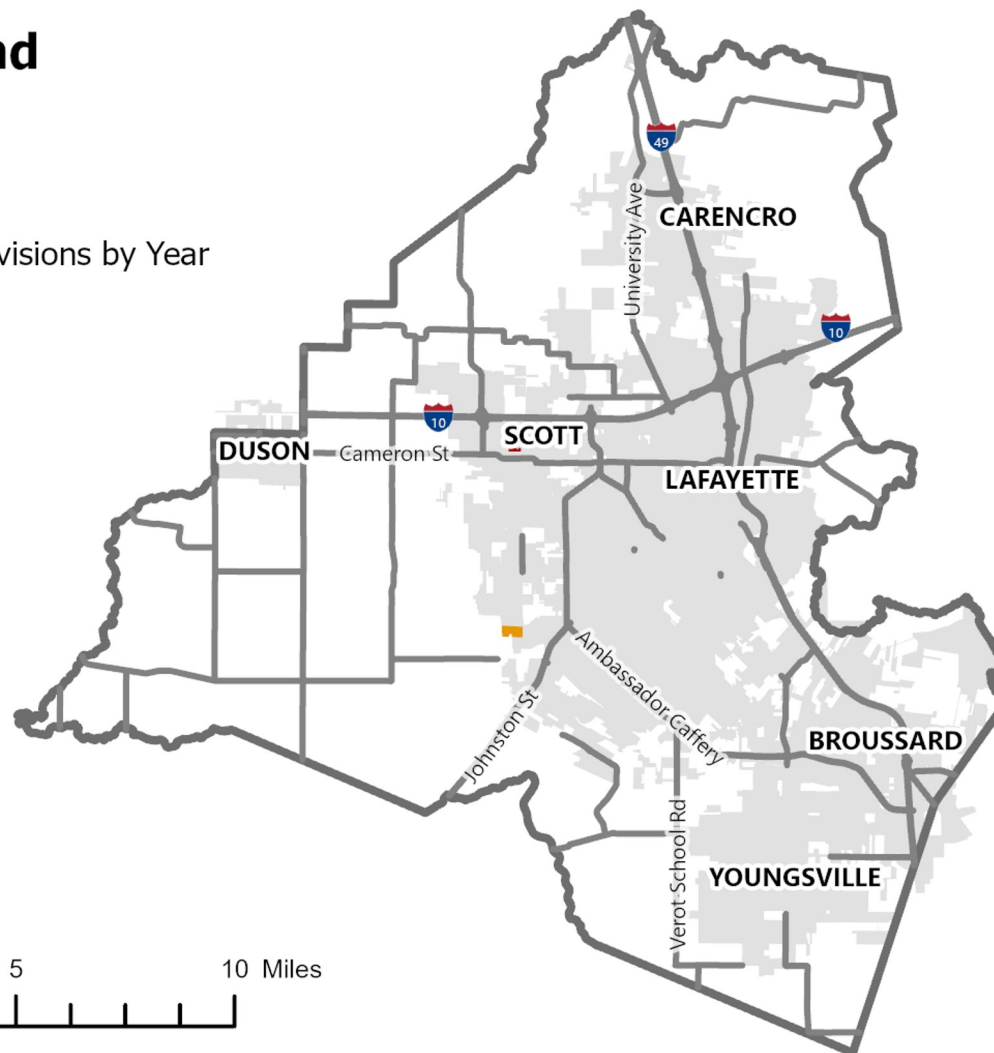 nd
visions by Year
49
CARENCRO
University Ave
10
10
SCOTT
DUSON
Cameron St
LAFAYETTE
Ambassador Caffery
Johnston St
BROUSSARD
Verot School Rd
YOUNGSVILLE
5 10 Miles